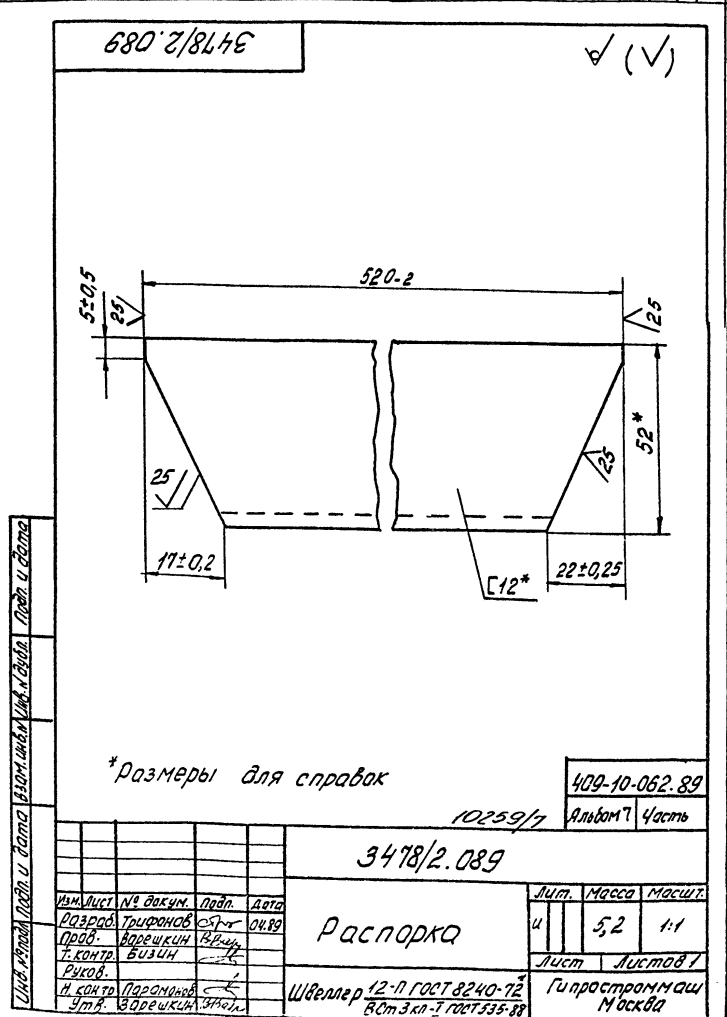 3478/2.089
(√)
520-2
5±0,5
25
25
52*
25
25
17±0,2
22±0,25
[12*
*Размеры для справок
409-10-062.89
10259/7
Альбом 7 Часть
3478/2.089
Изм. Лист № докум. Подп. Дата
Разраб. Трифонов 04.89
Пров. Зарешкин
Т. контр. Бизин
Руков.
Н. контр Парамонов
Утв. Зарешкин
Распорка
Лит. Масса Масшт.
и 5,2 1:1
Лист Листов 1
Швеллер 12-П ГОСТ 8240-72*
ВСт3кп-Т ГОСТ 535-88
Гипростроммаш
Москва
Инв. № подл. Подп. и дата Взам. инв. № Инв. № дубл. Подп. и дата